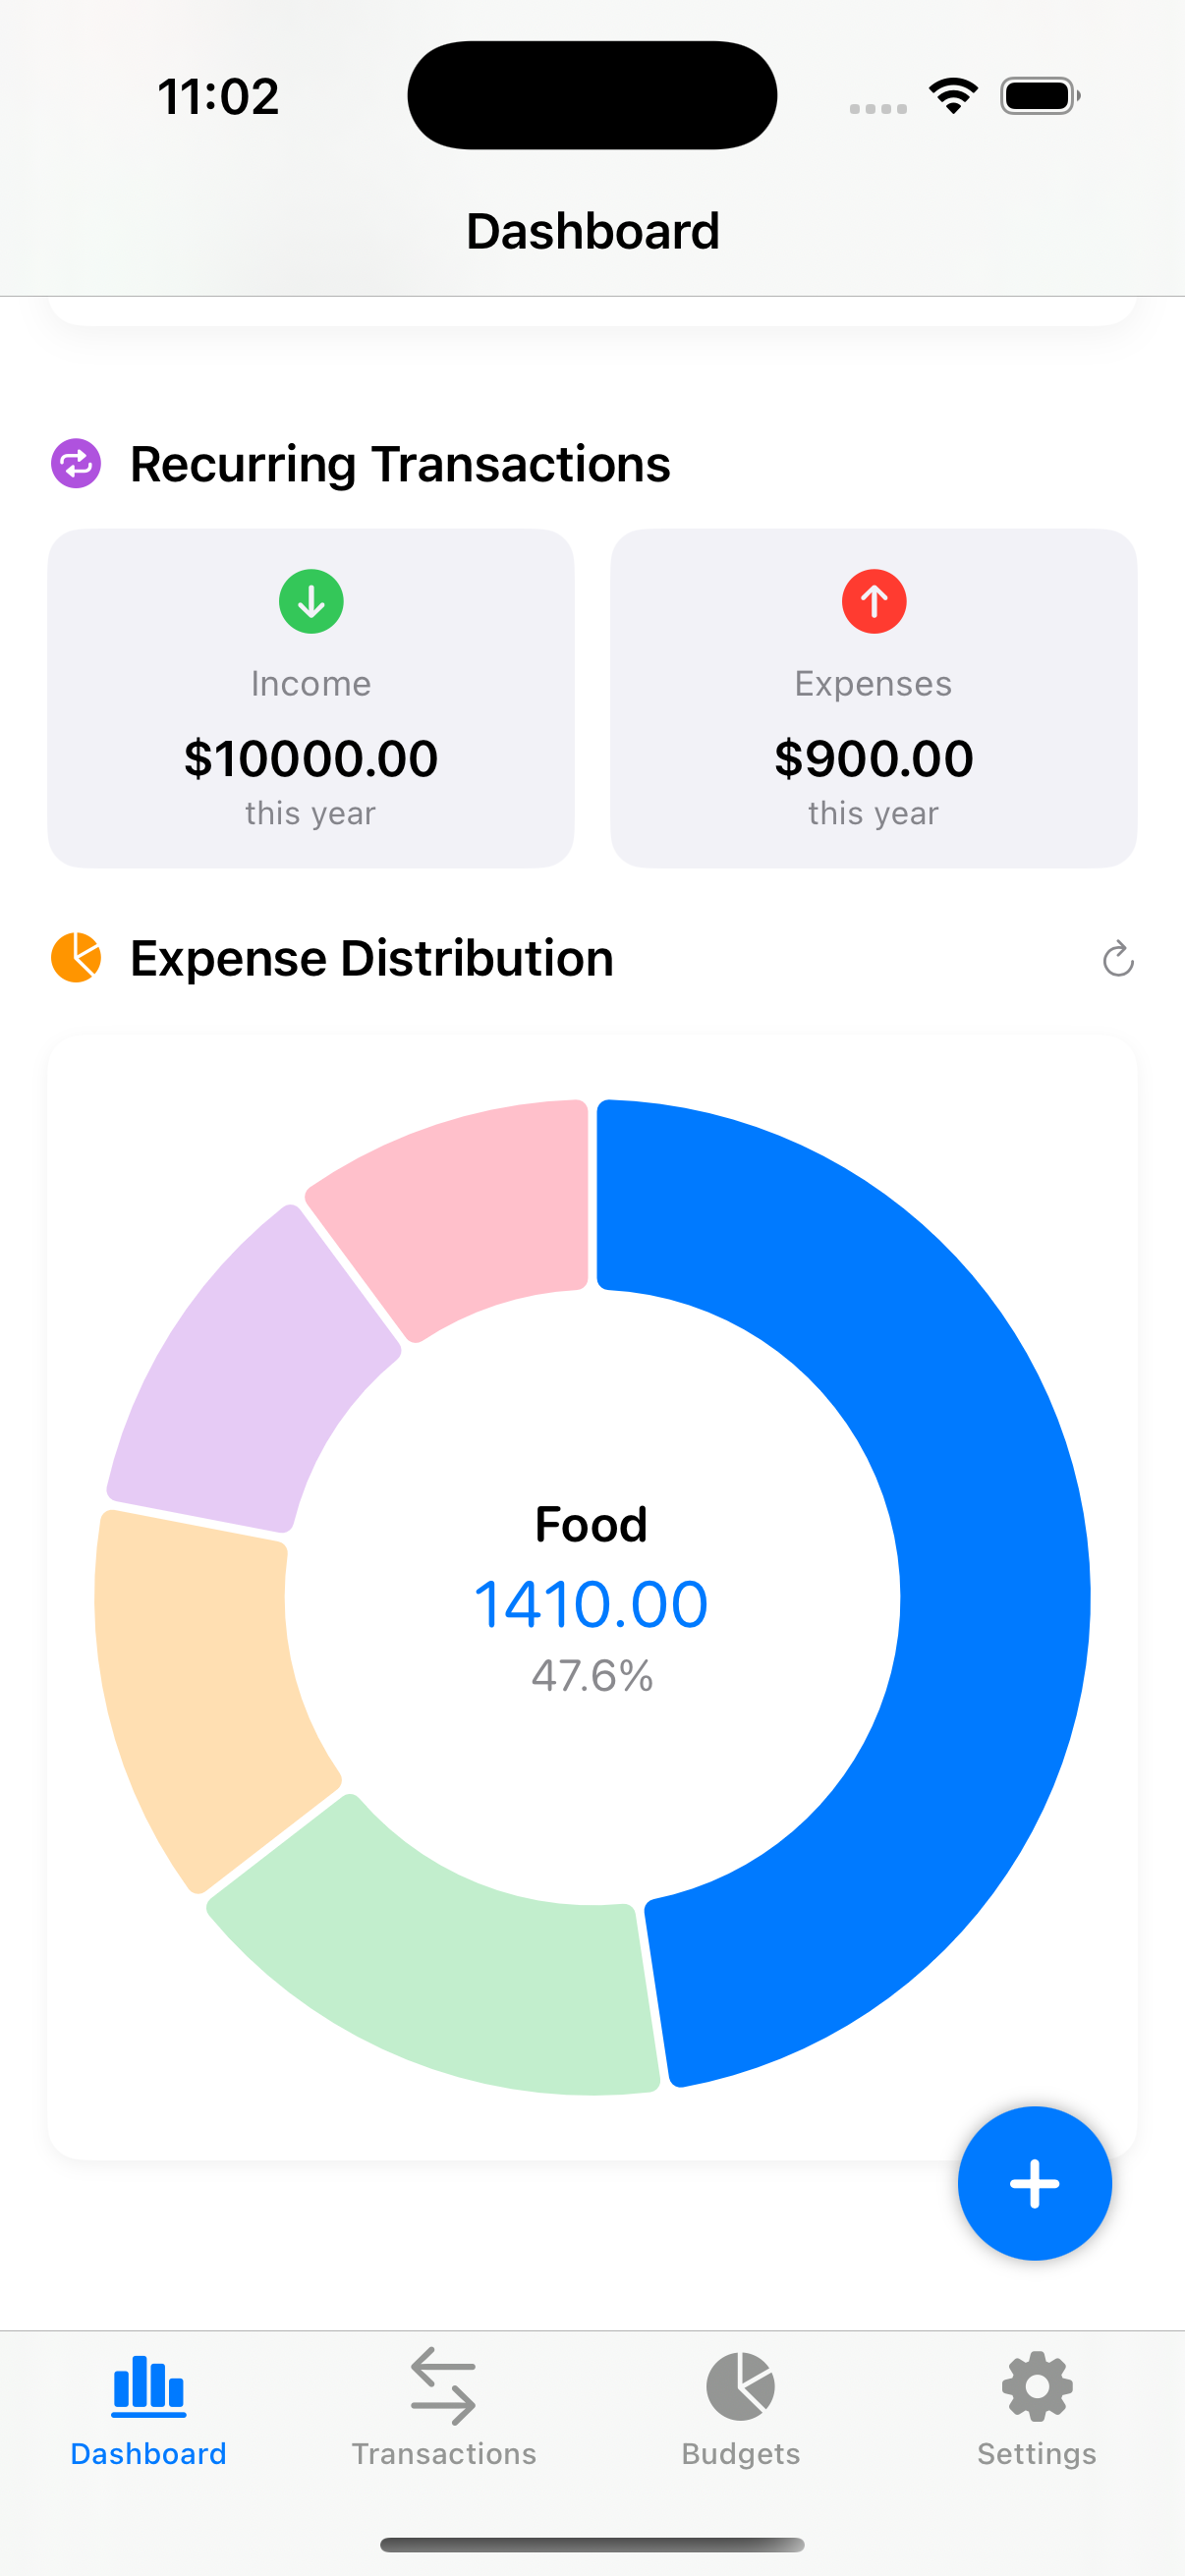 11:02
Dashboard
Recurring Transactions
Income
$10000.00
this year
Expenses
$900.00
this year
Expense Distribution
Food
1410.00
47.6%
Dashboard
Transactions
Budgets
Settings